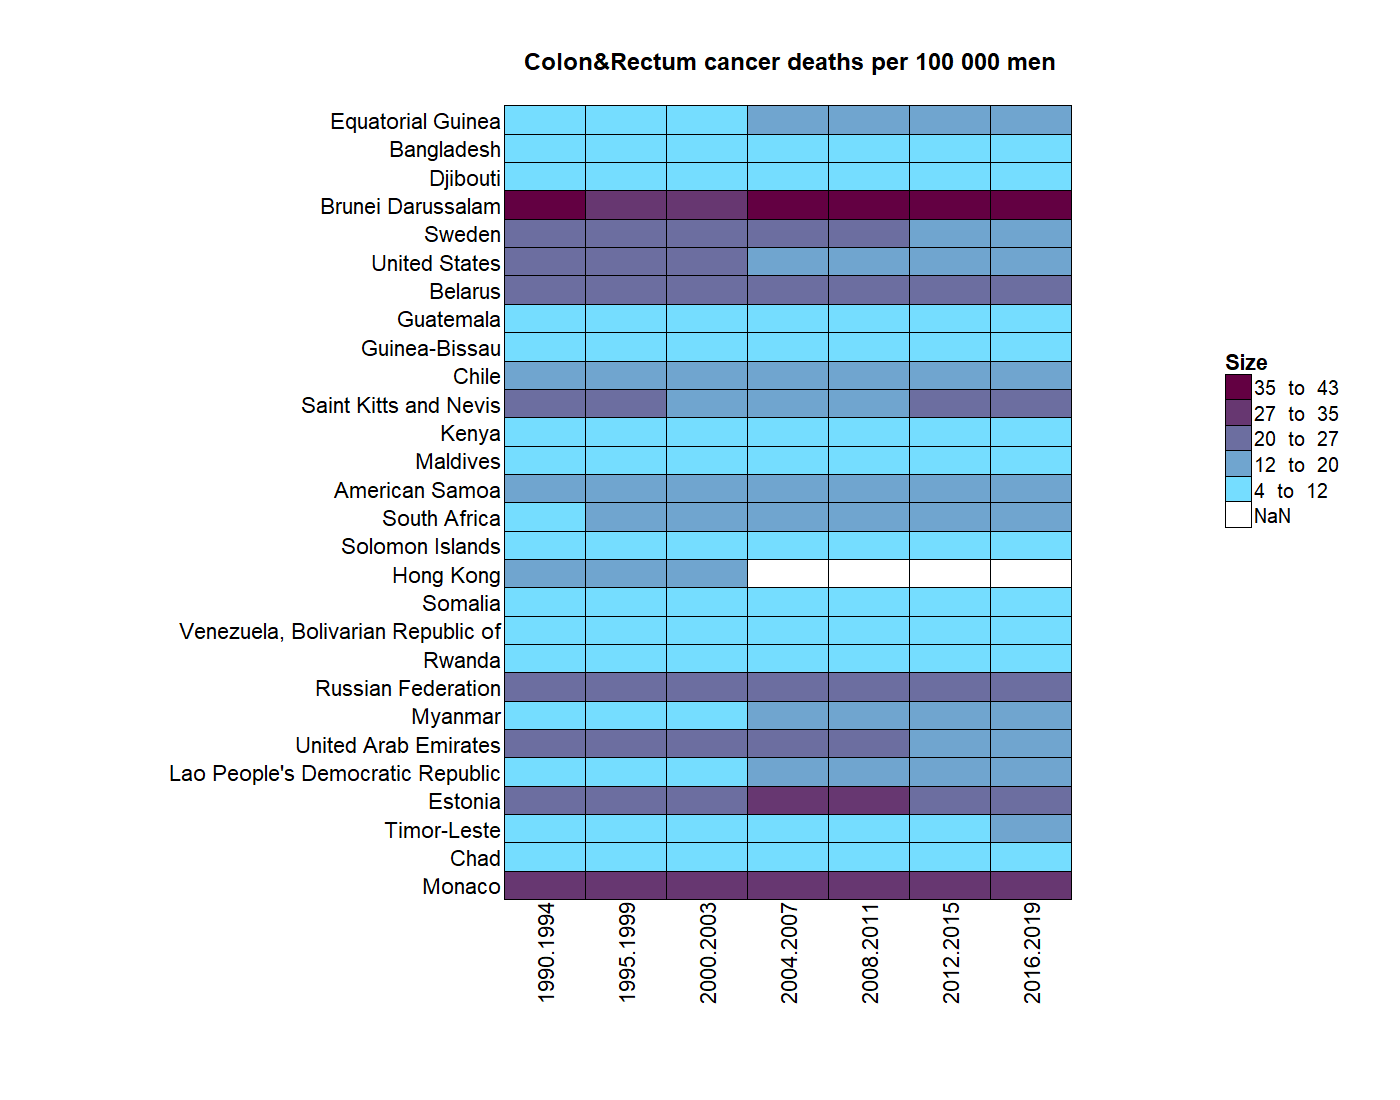 Colon&Rectum cancer deaths per 100 000 men
Equatorial Guinea
Bangladesh
Djibouti
Brunei Darussalam
Sweden
United States
Belarus
Guatemala
Guinea-Bissau
Chile
Saint Kitts and Nevis
Kenya
Maldives
American Samoa
South Africa
Solomon Islands
Hong Kong
Somalia
Venezuela, Bolivarian Republic of
Rwanda
Russian Federation
Myanmar
United Arab Emirates
Lao People's Democratic Republic
Estonia
Timor-Leste
Chad
Monaco
1990.1994
1995.1999
2000.2003
2004.2007
2008.2011
2012.2015
2016.2019
Size
35 to 43
27 to 35
20 to 27
12 to 20
4 to 12
NaN